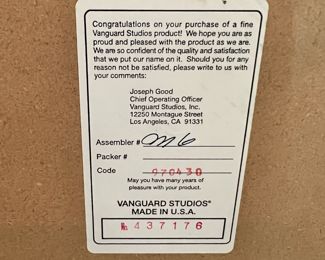 Congratulations on your purchase of a fine
Vanguard Studios product! We hope you are as
proud and pleased with the product as we are.
We are so confident of the quality and satisfaction
that we put our name on it. Should you for any
reason not be satisfied, please write to us with
your comments:
Joseph Good
Chief Operating Officer
Vanguard Studios, Inc.
12250 Montague Street
Los Angeles, CA 91331
Assembler #
Packer #
Code 970430
May you have many years of
pleasure with your product.
VANGUARD STUDIOS®
MADE IN U.S.A.
No 437176